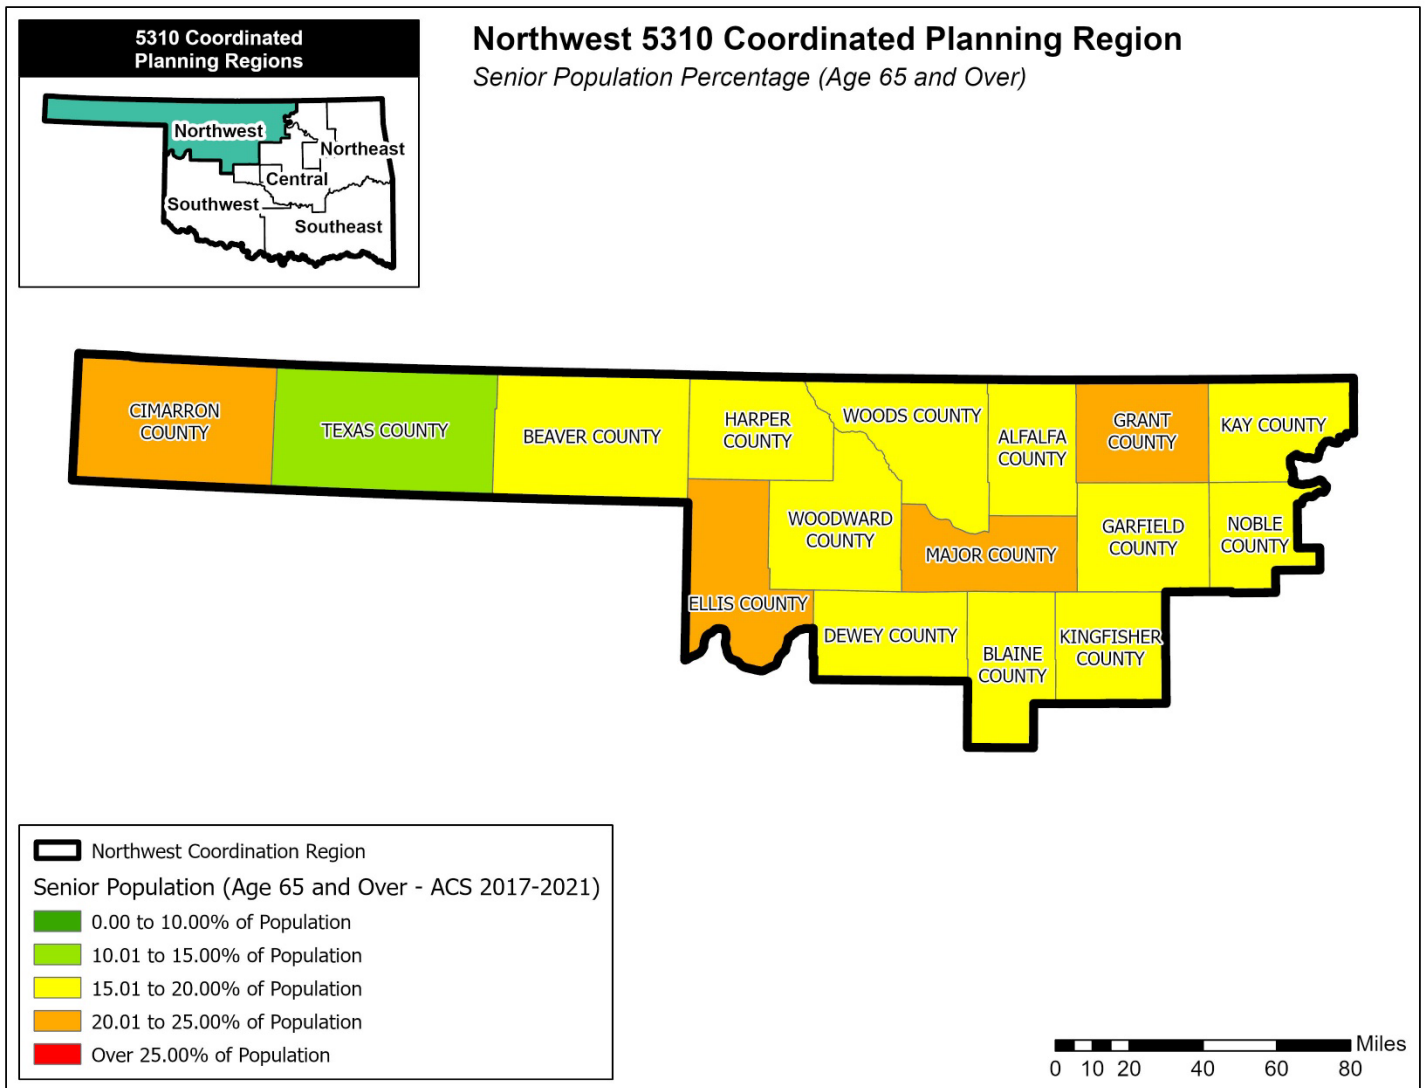 5310 Coordinated
Planning Regions
Northwest
Northeast
Central
Southwest
Southeast
Northwest 5310 Coordinated Planning Region
Senior Population Percentage (Age 65 and Over)
CIMARRON
COUNTY
TEXAS COUNTY
BEAVER COUNTY
HARPER
COUNTY
WOODS COUNTY
ALFALFA
COUNTY
GRANT
COUNTY
KAY COUNTY
WOODWARD
COUNTY
MAJOR COUNTY
GARFIELD
COUNTY
NOBLE
COUNTY
ELLIS COUNTY
DEWEY COUNTY
BLAINE
COUNTY
KINGFISHER
COUNTY
Northwest Coordination Region
Senior Population (Age 65 and Over - ACS 2017-2021)
0.00 to 10.00% of Population
10.01 to 15.00% of Population
15.01 to 20.00% of Population
20.01 to 25.00% of Population
Over 25.00% of Population
Miles
0 10 20 40 60 80